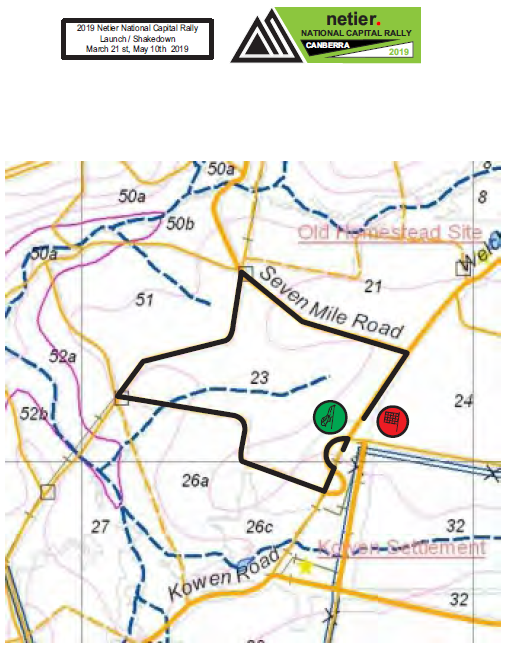 2019 Netier National Capital Rally
Launch / Shakedown
March 21 st, May 10th 2019
netier.
NATIONAL CAPITAL RALLY
CANBERRA
2019
50a
50a
50b
8
Old Homestead Site
50a
51
Seven Mile Road
21
52a
23
24
52b
26a
27
26c
32
Kowen Settlement
Kowen Road
32